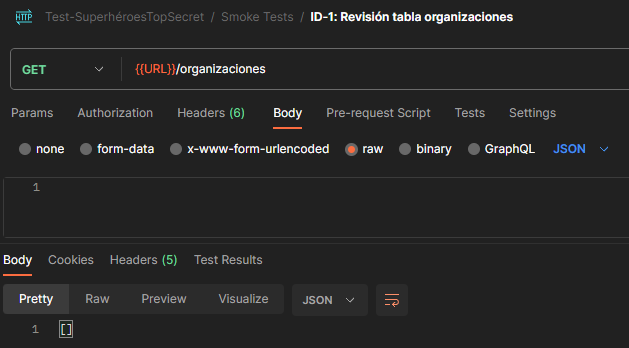 HTTP Test-SuperhéroesTopSecret / Smoke Tests / ID-1: Revisión tabla organizaciones
GET {{URL}}/organizaciones
Params Authorization Headers (6) Body Pre-request Script Tests Settings
none form-data x-www-form-urlencoded raw binary GraphQL JSON
1
Body Cookies Headers (5) Test Results
Pretty Raw Preview Visualize JSON
1 []